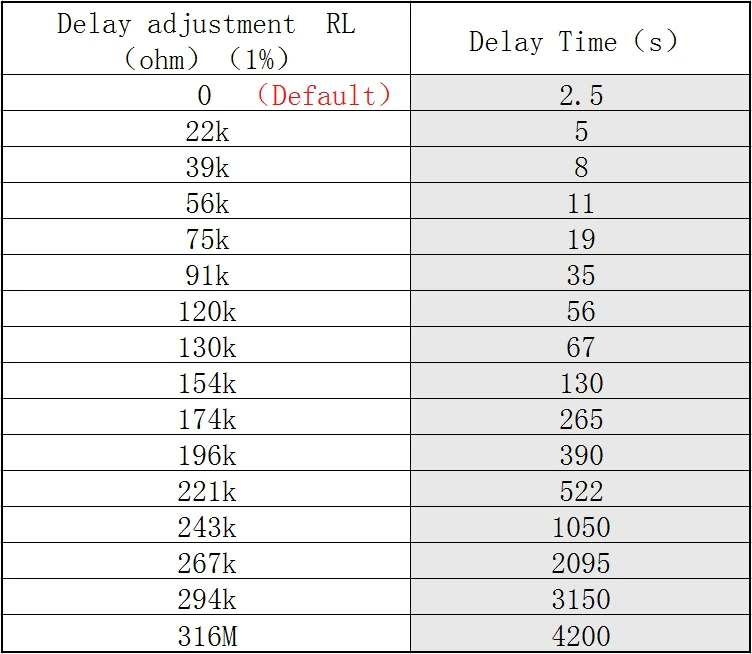 Delay adjustment RL Delay Time（s）
（ohm）（1%）
0 （Default） 2.5
22k 5
39k 8
56k 11
75k 19
91k 35
120k 56
130k 67
154k 130
174k 265
196k 390
221k 522
243k 1050
267k 2095
294k 3150
316M 4200